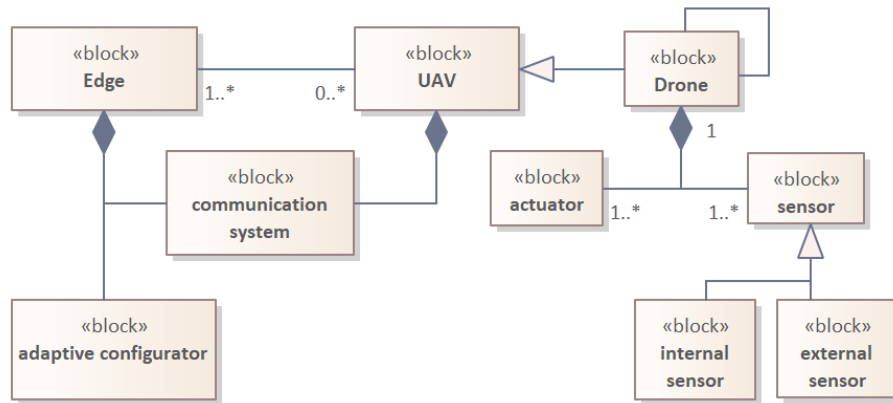 «block»
Edge
1..*
0..*
«block»
UAV
«block»
Drone
1
«block»
communication
system
«block»
actuator
1..*
1..*
«block»
sensor
«block»
adaptive configurator
«block»
internal
sensor
«block»
external
sensor